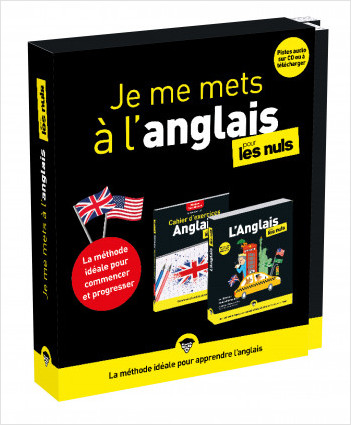 Pistes audio
sur CD ou à
télécharger
Je me mets
à l'anglais
pour
les nuls
Je me mets à l'anglais
La méthode
idéale pour
commencer
et progresser
Cahier d'exercices
Anglais
L'Anglais
les nuls
La méthode idéale pour apprendre l'anglais